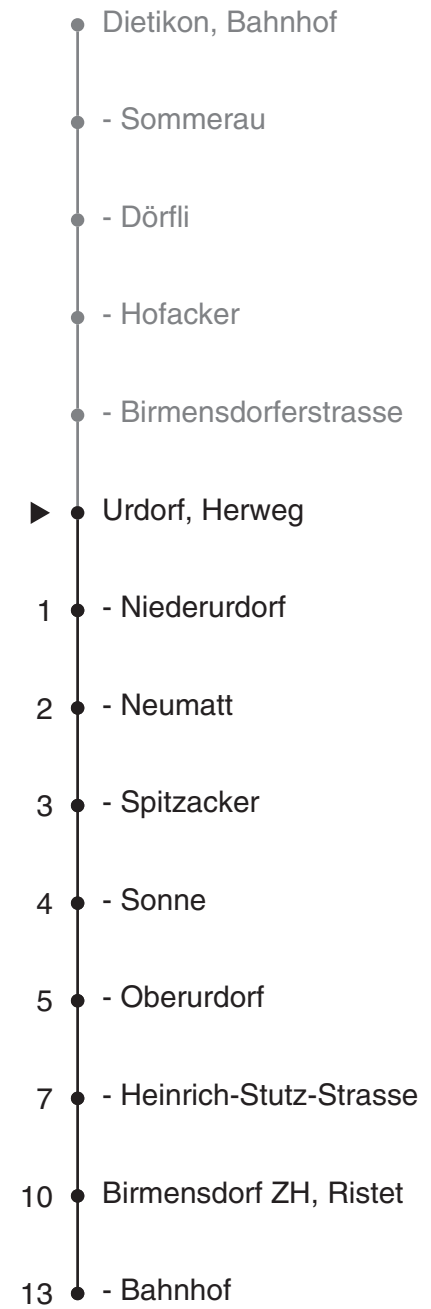 Dietikon, Bahnhof
- Sommerau
- Dörfli
- Hofacker
- Birmensdorferstrasse
Urdorf, Herweg
1 - Niederurdorf
2 - Neumatt
3 - Spitzacker
4 - Sonne
5 - Oberurdorf
7 - Heinrich-Stutz-Strasse
10 Birmensdorf ZH, Ristet
13 - Bahnhof